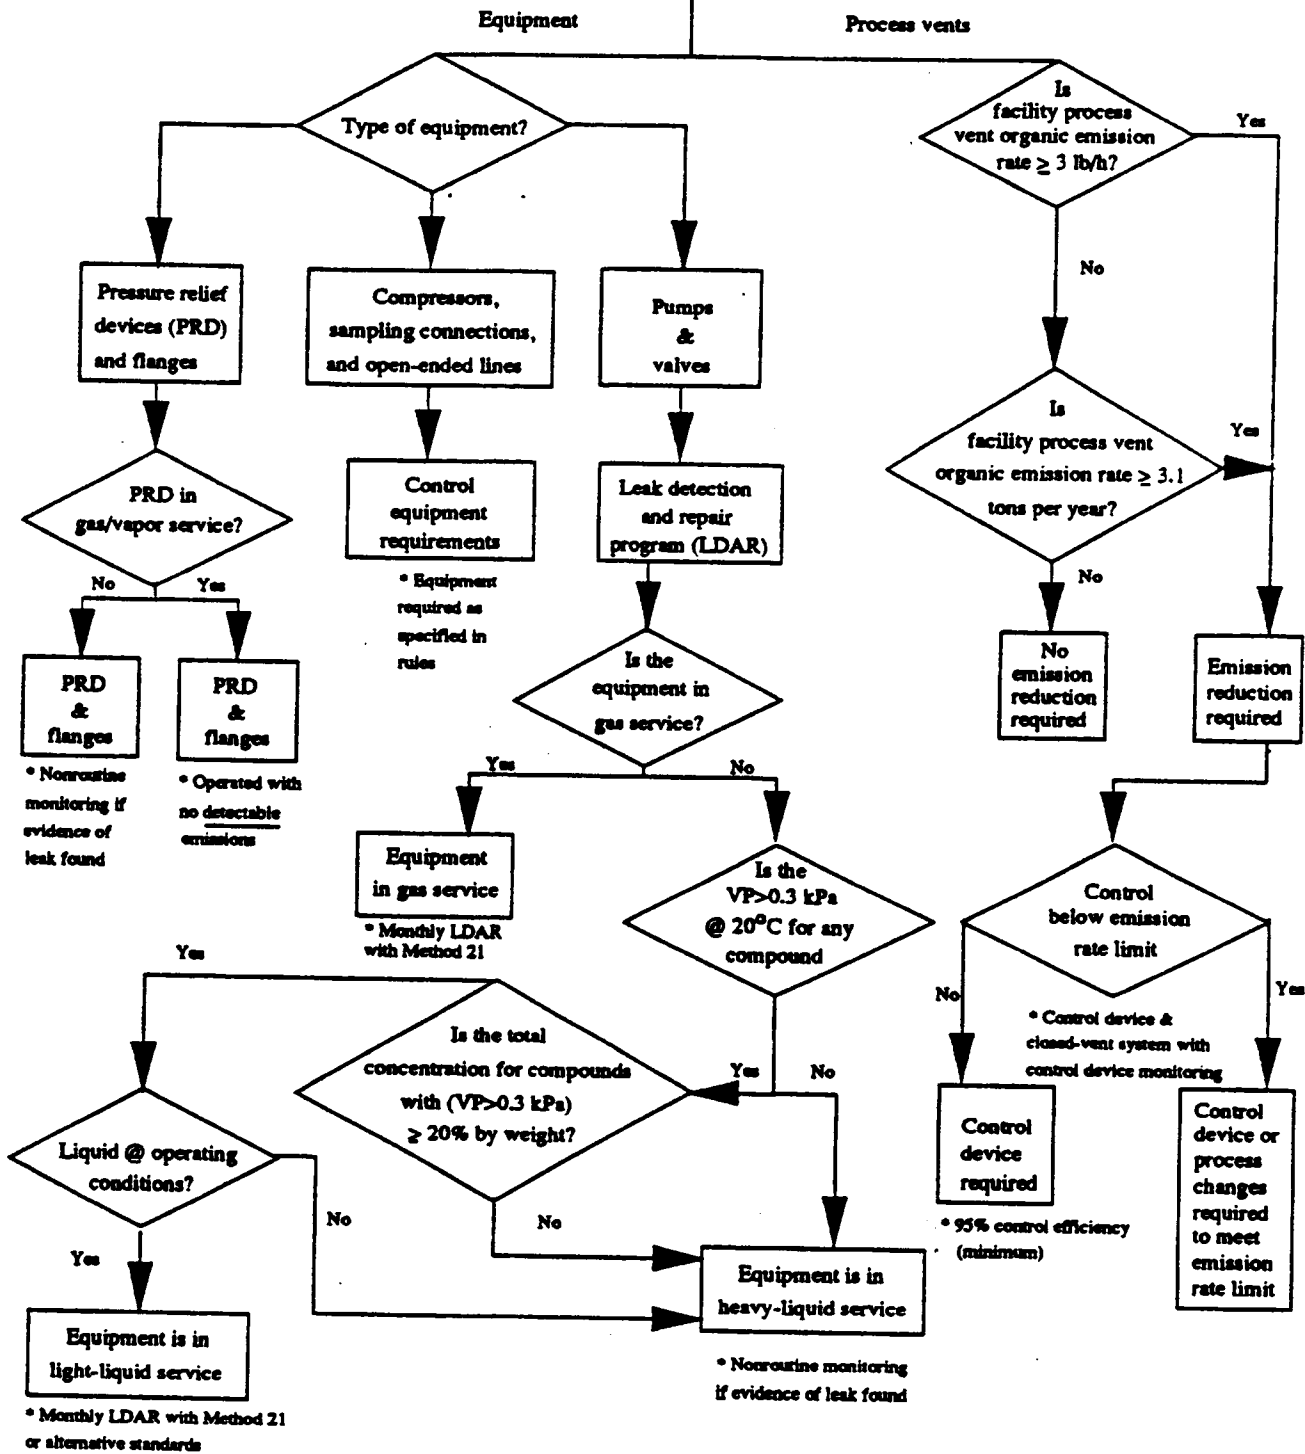 Equipment
Process vents
Type of equipment?
Is
facility process
vent organic emission
rate ≥ 3 lb/h?
Yes
No
Pressure relief
devices (PRD)
and flanges
Compressors,
sampling connections,
and open-ended lines
Pumps
&
valves
Is
facility process vent
organic emission rate ≥ 3.1
tons per year?
Yes
No
PRD in
gas/vapor service?
No
Yes
Control
equipment
requirements
* Equipment
required as
specified in
rules
Leak detection
and repair
program (LDAR)
PRD
&
flanges
* Nonroutine
monitoring if
evidence of
leak found
PRD
&
flanges
* Operated with
no detectable
emissions
Is the
equipment in
gas service?
Yes
No
No
emission
reduction
required
Emission
reduction
required
Equipment
in gas service
* Monthly LDAR
with Method 21
Is the
VP>0.3 kPa
@ 20°C for any
compound
Yes
No
Control
below emission
rate limit
No
Yes
* Control device &
closed-vent system with
control device monitoring
Yes
Is the total
concentration for compounds
with (VP>0.3 kPa)
≥ 20% by weight?
No
Liquid @ operating
conditions?
No
Yes
Control
device
required
* 95% control efficiency
(minimum)
Control
device or
process
changes
required
to meet
emission
rate limit
Equipment is in
heavy-liquid service
* Nonroutine monitoring
if evidence of leak found
Equipment is in
light-liquid service
* Monthly LDAR with Method 21
or alternative standards